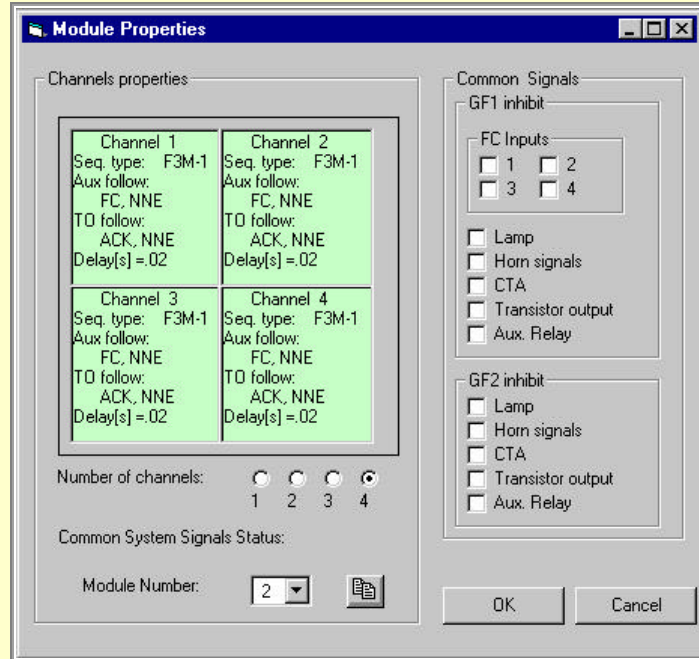 Module Properties
Channels properties
Channel 1
Seq. type: F3M-1
Aux follow:
FC, NNE
TO follow:
ACK, NNE
Delay[s] =.02
Channel 2
Seq. type: F3M-1
Aux follow:
FC, NNE
TO follow:
ACK, NNE
Delay[s] =.02
Channel 3
Seq. type: F3M-1
Aux follow:
FC, NNE
TO follow:
ACK, NNE
Delay[s] =.02
Channel 4
Seq. type: F3M-1
Aux follow:
FC, NNE
TO follow:
ACK, NNE
Delay[s] =.02
Number of channels:
1 2 3 4
Common System Signals Status:
Module Number: 2
Common Signals
GF1 inhibit
FC Inputs
1 2
3 4
Lamp
Horn signals
CTA
Transistor output
Aux. Relay
GF2 inhibit
Lamp
Horn signals
CTA
Transistor output
Aux. Relay
OK Cancel